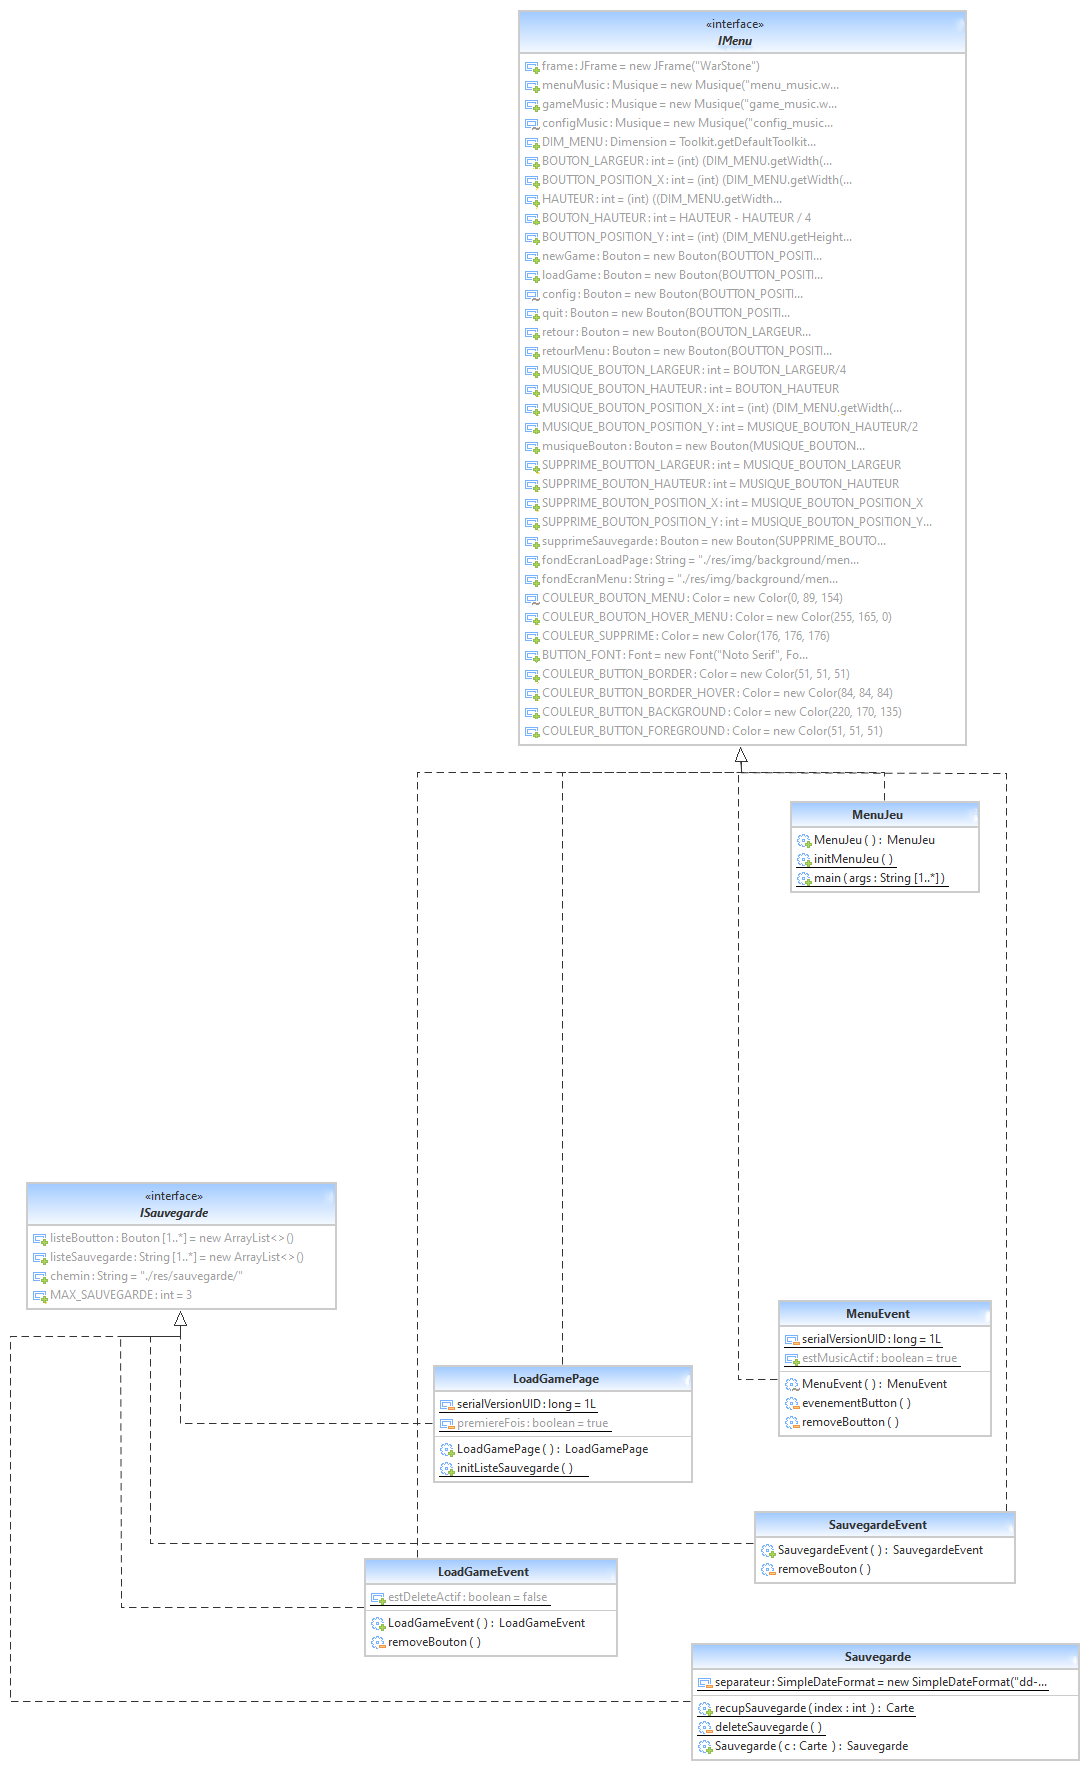 «interface»
IMenu
frame : JFrame = new JFrame("WarStone")
menuMusic : Musique = new Musique("menu_music.w...
gameMusic : Musique = new Musique("game_music.w...
configMusic : Musique = new Musique("config_music...
DIM_MENU : Dimension = Toolkit.getDefaultToolkit...
BOUTON_LARGEUR : int = (int) (DIM_MENU.getWidth(...
BOUTTON_POSITION_X : int = (int) (DIM_MENU.getWidth(...
HAUTEUR : int = (int) ((DIM_MENU.getWidth...
BOUTON_HAUTEUR : int = HAUTEUR - HAUTEUR / 4
BOUTTON_POSITION_Y : int = (int) (DIM_MENU.getHeight...
newGame : Bouton = new Bouton(BOUTTON_POSITI...
loadGame : Bouton = new Bouton(BOUTTON_POSITI...
config : Bouton = new Bouton(BOUTTON_POSITI...
quit : Bouton = new Bouton(BOUTTON_POSITI...
retour : Bouton = new Bouton(BOUTON_LARGEUR...
retourMenu : Bouton = new Bouton(BOUTTON_POSITI...
MUSIQUE_BOUTON_LARGEUR : int = BOUTON_LARGEUR/4
MUSIQUE_BOUTON_HAUTEUR : int = BOUTON_HAUTEUR
MUSIQUE_BOUTON_POSITION_X : int = (int) (DIM_MENU.getWidth(...
MUSIQUE_BOUTON_POSITION_Y : int = MUSIQUE_BOUTON_HAUTEUR/2
musiqueBouton : Bouton = new Bouton(MUSIQUE_BOUTON...
SUPPRIME_BOUTTON_LARGEUR : int = MUSIQUE_BOUTON_LARGEUR
SUPPRIME_BOUTON_HAUTEUR : int = MUSIQUE_BOUTON_HAUTEUR
SUPPRIME_BOUTON_POSITION_X : int = MUSIQUE_BOUTON_POSITION_X
SUPPRIME_BOUTON_POSITION_Y : int = MUSIQUE_BOUTON_POSITION_Y...
supprimeSauvegarde : Bouton = new Bouton(SUPPRIME_BOUTO...
fondEcranLoadPage : String = "./res/img/background/men...
fondEcranMenu : String = "./res/img/background/men...
COULEUR_BOUTON_MENU : Color = new Color(0, 89, 154)
COULEUR_BOUTON_HOVER_MENU : Color = new Color(255, 165, 0)
COULEUR_SUPPRIME : Color = new Color(176, 176, 176)
BUTTON_FONT : Font = new Font("Noto Serif", Fo...
COULEUR_BUTTON_BORDER : Color = new Color(51, 51, 51)
COULEUR_BUTTON_BORDER_HOVER : Color = new Color(84, 84, 84)
COULEUR_BUTTON_BACKGROUND : Color = new Color(220, 170, 135)
COULEUR_BUTTON_FOREGROUND : Color = new Color(51, 51, 51)
MenuJeu
MenuJeu ( ) : MenuJeu
initMenuJeu ( )
main ( args : String [1..*] )
«interface»
ISauvegarde
listeBoutton : Bouton [1..*] = new ArrayList<>()
listeSauvegarde : String [1..*] = new ArrayList<>()
chemin : String = "./res/sauvegarde/"
MAX_SAUVEGARDE : int = 3
MenuEvent
serialVersionUID : long = 1L
estMusicActif : boolean = true
MenuEvent ( ) : MenuEvent
evenementButton ( )
removeBoutton ( )
LoadGamePage
serialVersionUID : long = 1L
premiereFois : boolean = true
LoadGamePage ( ) : LoadGamePage
initListeSauvegarde ( )
SauvegardeEvent
SauvegardeEvent ( ) : SauvegardeEvent
removeBouton ( )
LoadGameEvent
estDeleteActif : boolean = false
LoadGameEvent ( ) : LoadGameEvent
removeBouton ( )
Sauvegarde
separateur : SimpleDateFormat = new SimpleDateFormat("dd-...
recupSauvegarde ( index : int ) : Carte
deleteSauvegarde ( )
Sauvegarde ( c : Carte ) : Sauvegarde